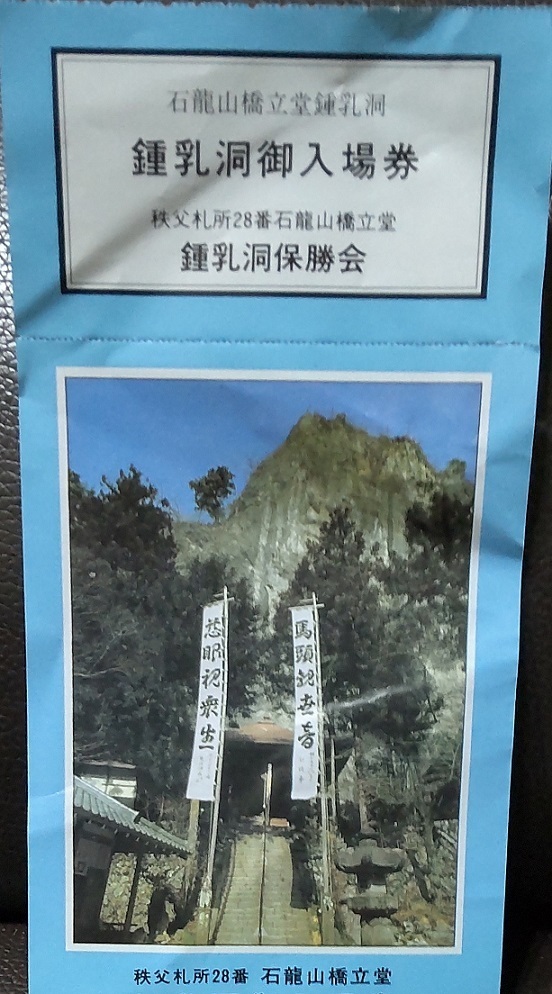 石龍山橋立堂鍾乳洞
鍾乳洞御入場券
秩父札所28番石龍山橋立堂
鍾乳洞保勝会
馬頭観世音
慈眼視衆生
秩父札所28番 石龍山橋立堂